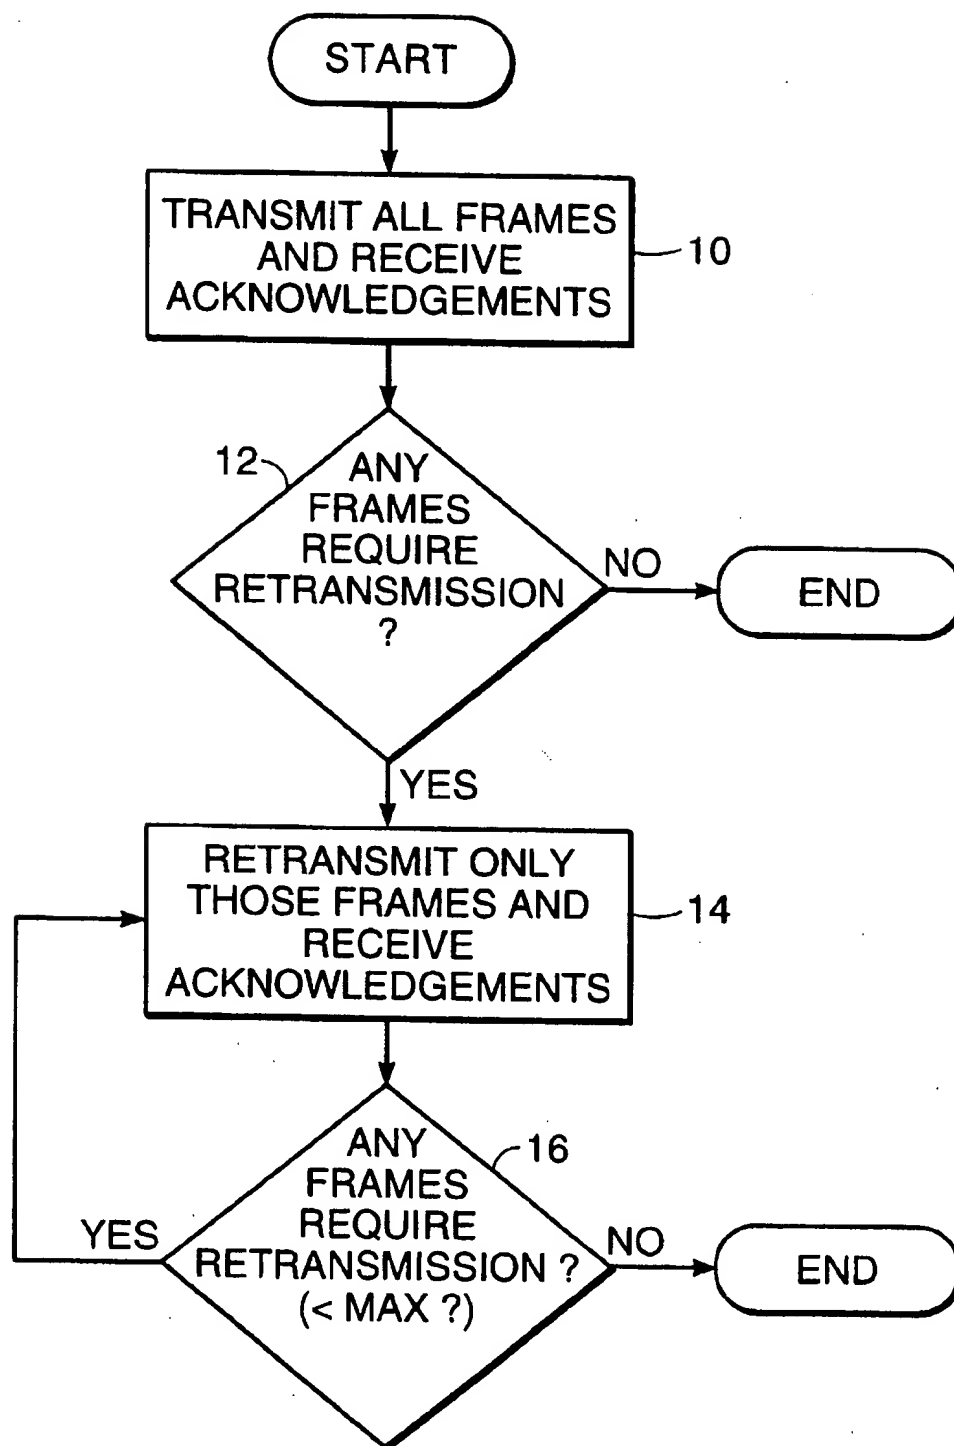 START
TRANSMIT ALL FRAMES
AND RECEIVE
ACKNOWLEDGEMENTS
10
12
ANY
FRAMES
REQUIRE
RETRANSMISSION
?
NO
END
YES
RETRANSMIT ONLY
THOSE FRAMES AND
RECEIVE
ACKNOWLEDGEMENTS
14
ANY
FRAMES
REQUIRE
RETRANSMISSION ?
(< MAX ?)
16
YES
NO
END